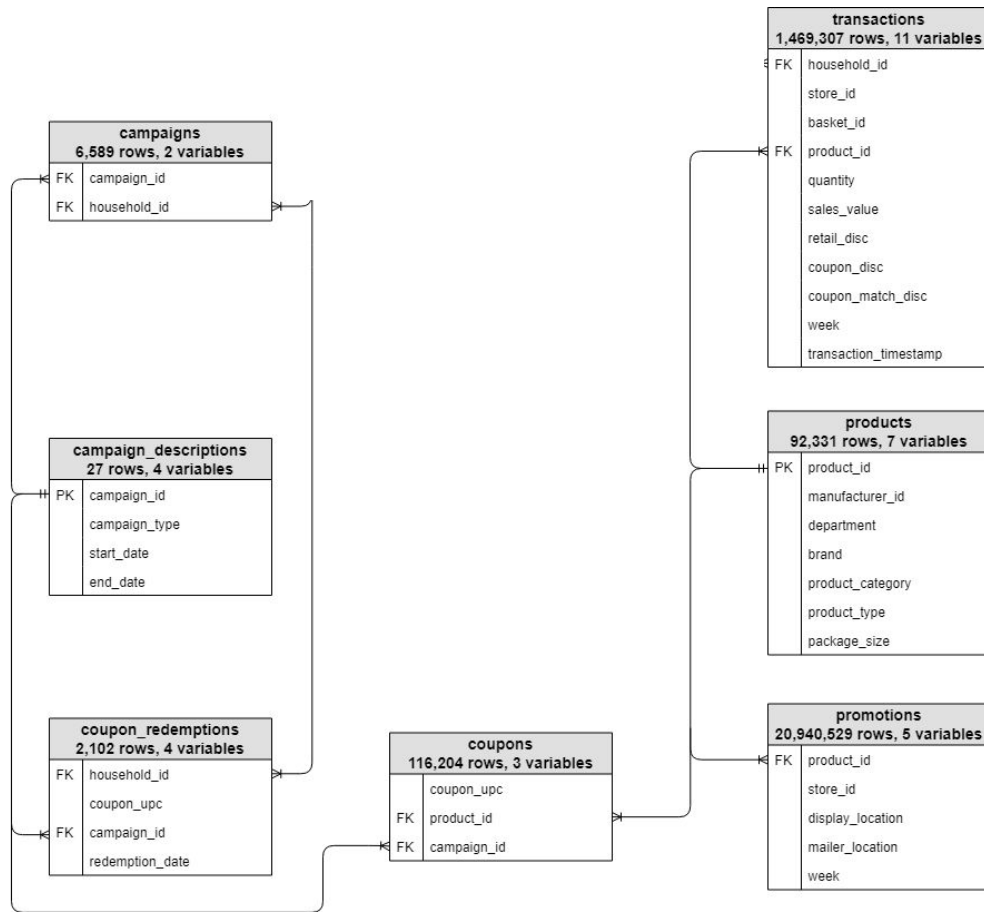 transactions
1,469,307 rows, 11 variables
FK household_id
store_id
basket_id
FK product_id
quantity
sales_value
retail_disc
coupon_disc
coupon_match_disc
week
transaction_timestamp
campaigns
6,589 rows, 2 variables
FK campaign_id
FK household_id
campaign_descriptions
27 rows, 4 variables
PK campaign_id
campaign_type
start_date
end_date
products
92,331 rows, 7 variables
PK product_id
manufacturer_id
department
brand
product_category
product_type
package_size
coupon_redemptions
2,102 rows, 4 variables
FK household_id
coupon_upc
FK campaign_id
redemption_date
coupons
116,204 rows, 3 variables
coupon_upc
FK product_id
FK campaign_id
promotions
20,940,529 rows, 5 variables
FK product_id
store_id
display_location
mailer_location
week